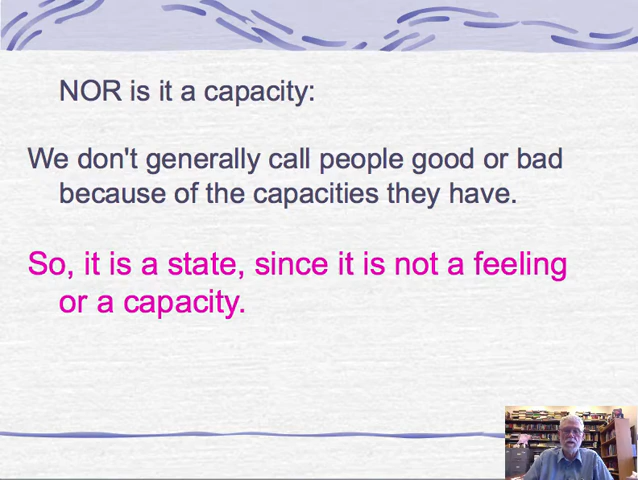 NOR is it a capacity:
We don't generally call people good or bad
because of the capacities they have.
So, it is a state, since it is not a feeling
or a capacity.